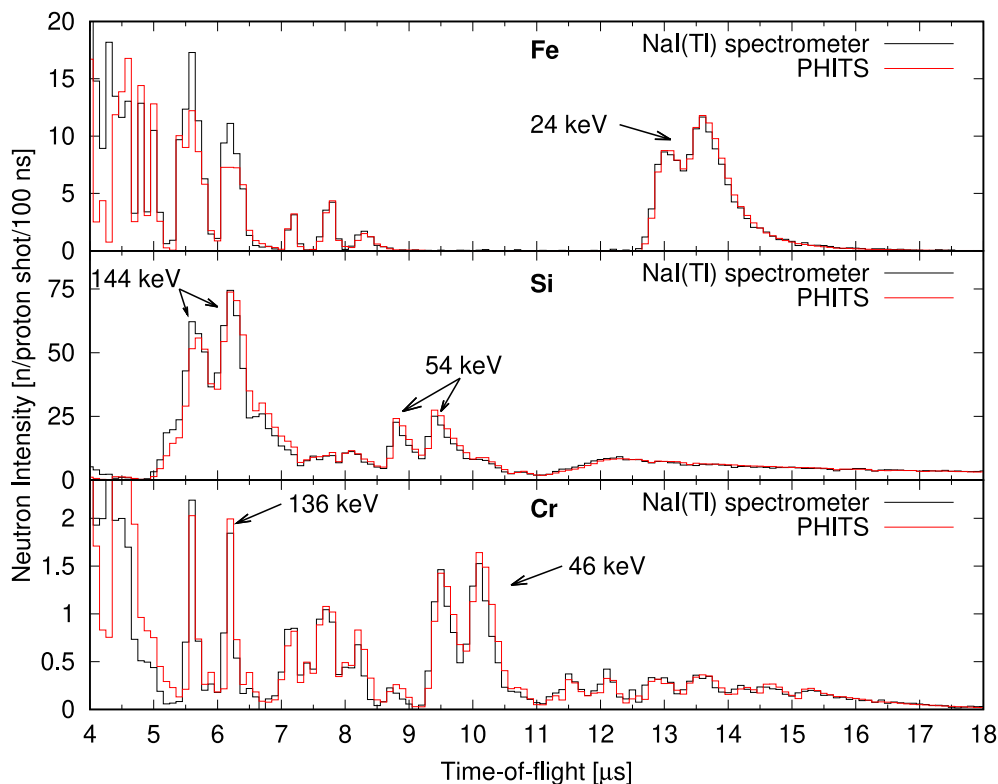 20
15
10
5
0
Fe
NaI(Tl) spectrometer
PHITS
24 keV
75
50
25
0
Si
NaI(Tl) spectrometer
PHITS
144 keV
54 keV
2
1.5
1
0.5
0
Cr
NaI(Tl) spectrometer
PHITS
136 keV
46 keV
4 5 6 7 8 9 10 11 12 13 14 15 16 17 18
Time-of-flight [μs]
Neutron Intensity [n/proton shot/100 ns]